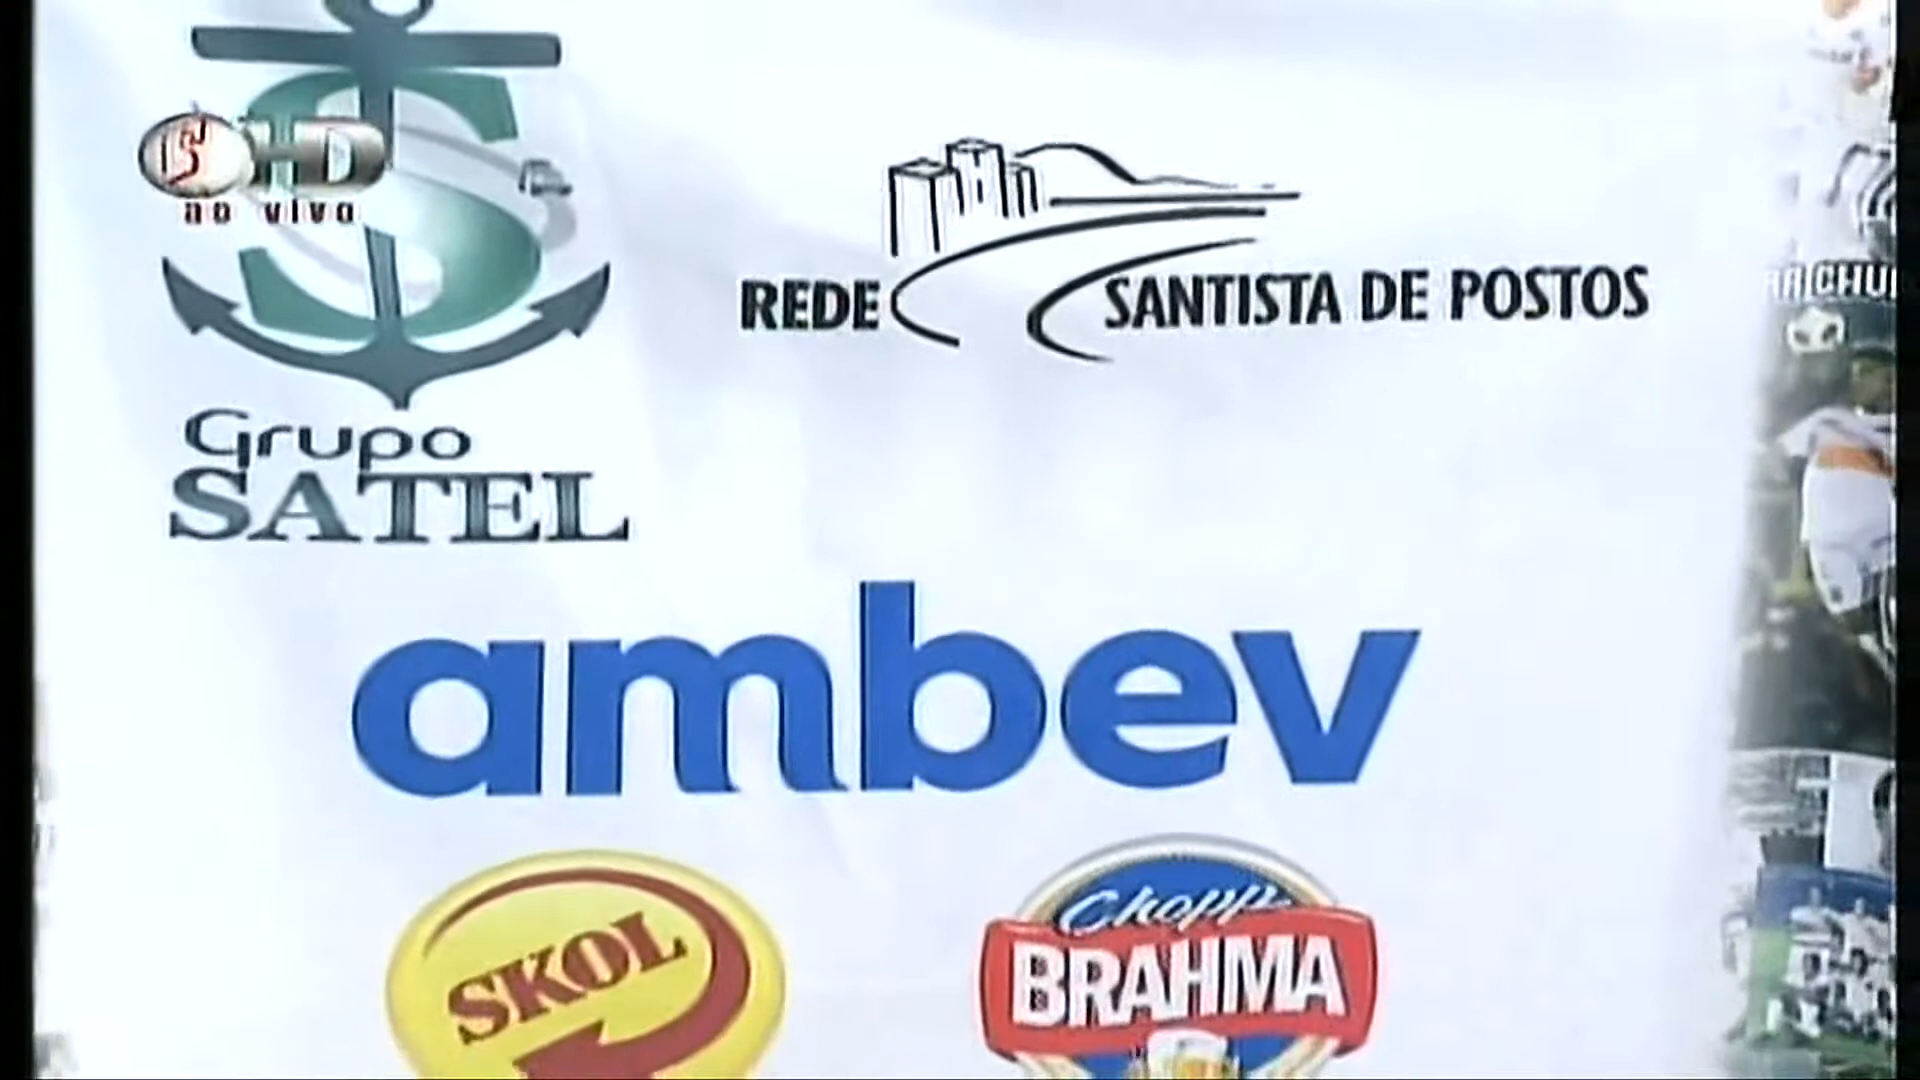 HD
ao vivo
REDE SANTISTA DE POSTOS
Grupo
SATEL
ambev
SKOL
Chopp
BRAHMA